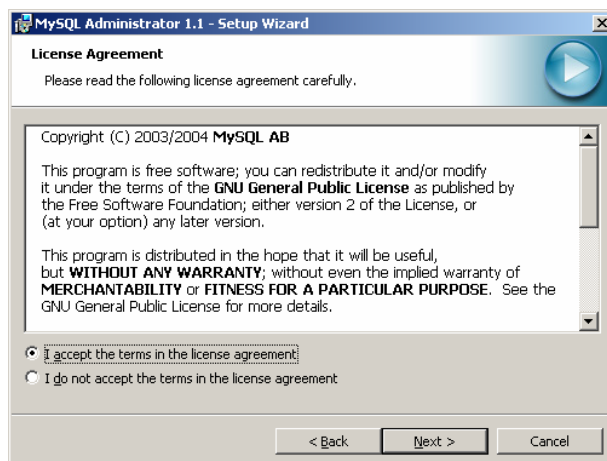 MySQL Administrator 1.1 - Setup Wizard
License Agreement
Please read the following license agreement carefully.
Copyright (C) 2003/2004 MySQL AB
This program is free software; you can redistribute it and/or modify
it under the terms of the GNU General Public License as published by
the Free Software Foundation; either version 2 of the License, or
(at your option) any later version.
This program is distributed in the hope that it will be useful,
but WITHOUT ANY WARRANTY; without even the implied warranty of
MERCHANTABILITY or FITNESS FOR A PARTICULAR PURPOSE. See the
GNU General Public License for more details.
I accept the terms in the license agreement
I do not accept the terms in the license agreement
< Back Next > Cancel